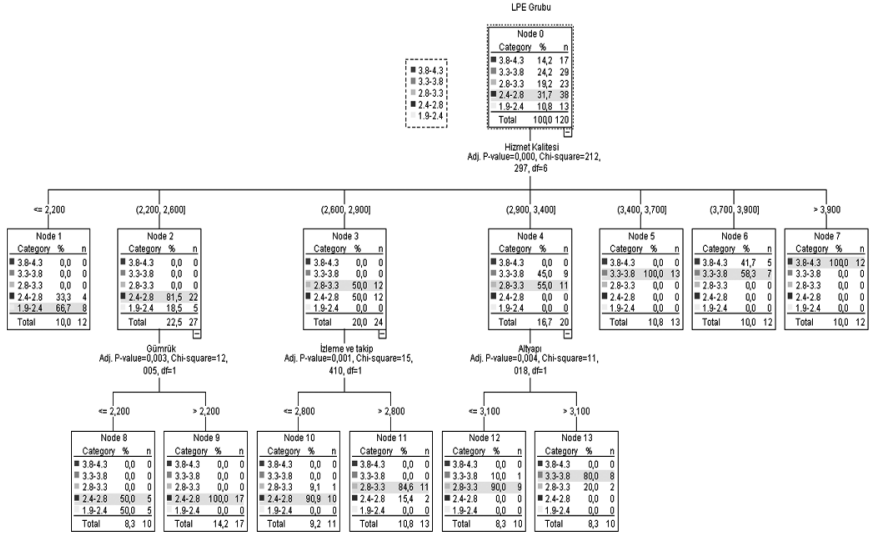 LPE Grubu
Node 0
Category % n
3.8-4.3 14,2 17
3.3-3.8 24,2 29
2.8-3.3 19,2 23
2.4-2.8 31,7 38
1.9-2.4 10,8 13
Total 100,0 120
3.8-4.3
3.3-3.8
2.8-3.3
2.4-2.8
1.9-2.4
Hizmet Kalitesi
Adj. P-value=0,000, Chi-square=212,
297, df=6
<= 2,200
(2,200, 2,600]
(2,600, 2,900]
(2,900, 3,400]
(3,400, 3,700]
(3,700, 3,900]
> 3,900
Node 1
Category % n
3.8-4.3 0,0 0
3.3-3.8 0,0 0
2.8-3.3 0,0 0
2.4-2.8 33,3 4
1.9-2.4 66,7 8
Total 10,0 12
Node 2
Category % n
3.8-4.3 0,0 0
3.3-3.8 0,0 0
2.8-3.3 0,0 0
2.4-2.8 81,5 22
1.9-2.4 18,5 5
Total 22,5 27
Node 3
Category % n
3.8-4.3 0,0 0
3.3-3.8 0,0 0
2.8-3.3 50,0 12
2.4-2.8 50,0 12
1.9-2.4 0,0 0
Total 20,0 24
Node 4
Category % n
3.8-4.3 0,0 0
3.3-3.8 45,0 9
2.8-3.3 55,0 11
2.4-2.8 0,0 0
1.9-2.4 0,0 0
Total 16,7 20
Node 5
Category % n
3.8-4.3 0,0 0
3.3-3.8 100,0 13
2.8-3.3 0,0 0
2.4-2.8 0,0 0
1.9-2.4 0,0 0
Total 10,8 13
Node 6
Category % n
3.8-4.3 41,7 5
3.3-3.8 58,3 7
2.8-3.3 0,0 0
2.4-2.8 0,0 0
1.9-2.4 0,0 0
Total 10,0 12
Node 7
Category % n
3.8-4.3 100,0 12
3.3-3.8 0,0 0
2.8-3.3 0,0 0
2.4-2.8 0,0 0
1.9-2.4 0,0 0
Total 10,0 12
Gümrük
Adj. P-value=0,003, Chi-square=12,
005, df=1
İzleme ve takip
Adj. P-value=0,001, Chi-square=15,
410, df=1
Altyapı
Adj. P-value=0,004, Chi-square=11,
018, df=1
<= 2,200
> 2,200
<= 2,800
> 2,800
<= 3,100
> 3,100
Node 8
Category % n
3.8-4.3 0,0 0
3.3-3.8 0,0 0
2.8-3.3 0,0 0
2.4-2.8 50,0 5
1.9-2.4 50,0 5
Total 8,3 10
Node 9
Category % n
3.8-4.3 0,0 0
3.3-3.8 0,0 0
2.8-3.3 0,0 0
2.4-2.8 100,0 17
1.9-2.4 0,0 0
Total 14,2 17
Node 10
Category % n
3.8-4.3 0,0 0
3.3-3.8 0,0 0
2.8-3.3 9,1 1
2.4-2.8 90,9 10
1.9-2.4 0,0 0
Total 9,2 11
Node 11
Category % n
3.8-4.3 0,0 0
3.3-3.8 0,0 0
2.8-3.3 84,6 11
2.4-2.8 15,4 2
1.9-2.4 0,0 0
Total 10,8 13
Node 12
Category % n
3.8-4.3 0,0 0
3.3-3.8 10,0 1
2.8-3.3 90,0 9
2.4-2.8 0,0 0
1.9-2.4 0,0 0
Total 8,3 10
Node 13
Category % n
3.8-4.3 0,0 0
3.3-3.8 80,0 8
2.8-3.3 20,0 2
2.4-2.8 0,0 0
1.9-2.4 0,0 0
Total 8,3 10